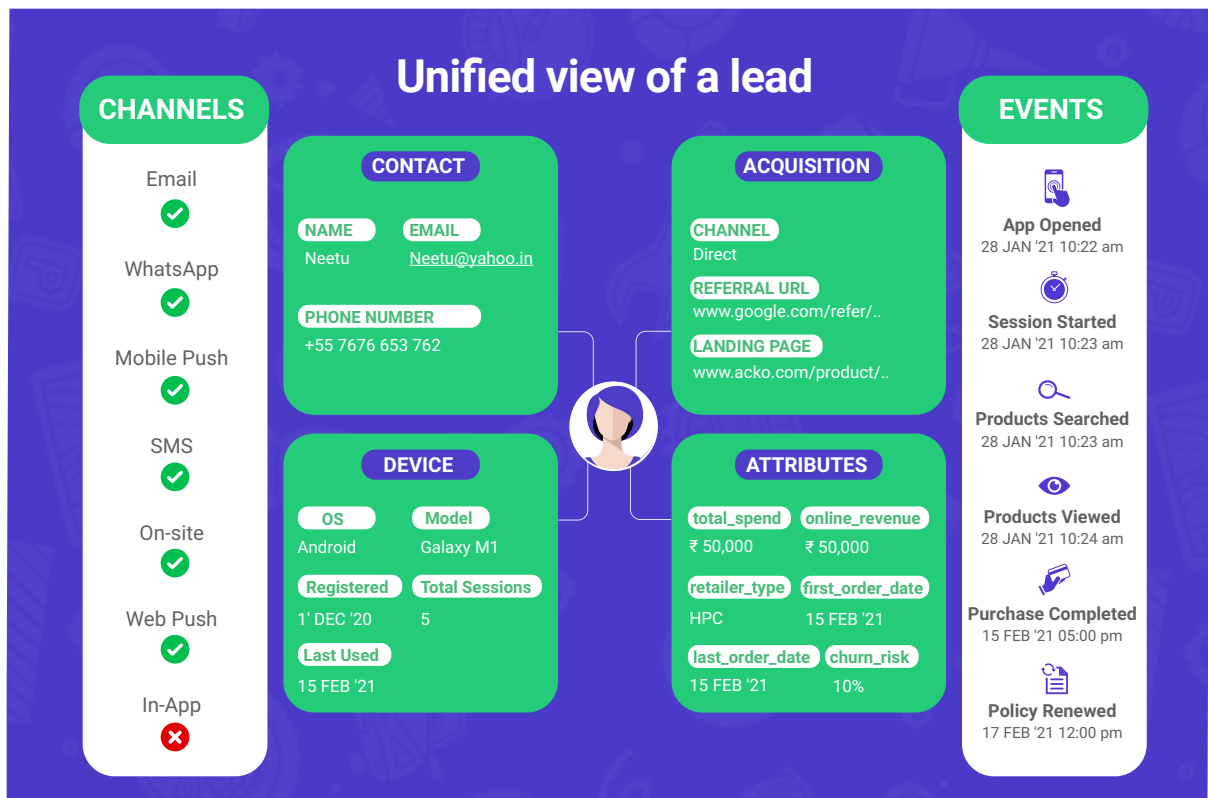 Unified view of a lead
CHANNELS
Email
WhatsApp
Mobile Push
SMS
On-site
Web Push
In-App
CONTACT
NAME EMAIL
Neetu Neetu@yahoo.in
PHONE NUMBER
+55 7676 653 762
DEVICE
OS Model
Android Galaxy M1
Registered Total Sessions
1' DEC '20 5
Last Used
15 FEB '21
ACQUISITION
CHANNEL
Direct
REFERRAL URL
www.google.com/refer/..
LANDING PAGE
www.acko.com/product/..
ATTRIBUTES
total_spend online_revenue
₹ 50,000 ₹ 50,000
retailer_type first_order_date
HPC 15 FEB '21
last_order_date churn_risk
15 FEB '21 10%
EVENTS
App Opened
28 JAN '21 10:22 am
Session Started
28 JAN '21 10:23 am
Products Searched
28 JAN '21 10:23 am
Products Viewed
28 JAN '21 10:24 am
Purchase Completed
15 FEB '21 05:00 pm
Policy Renewed
17 FEB '21 12:00 pm